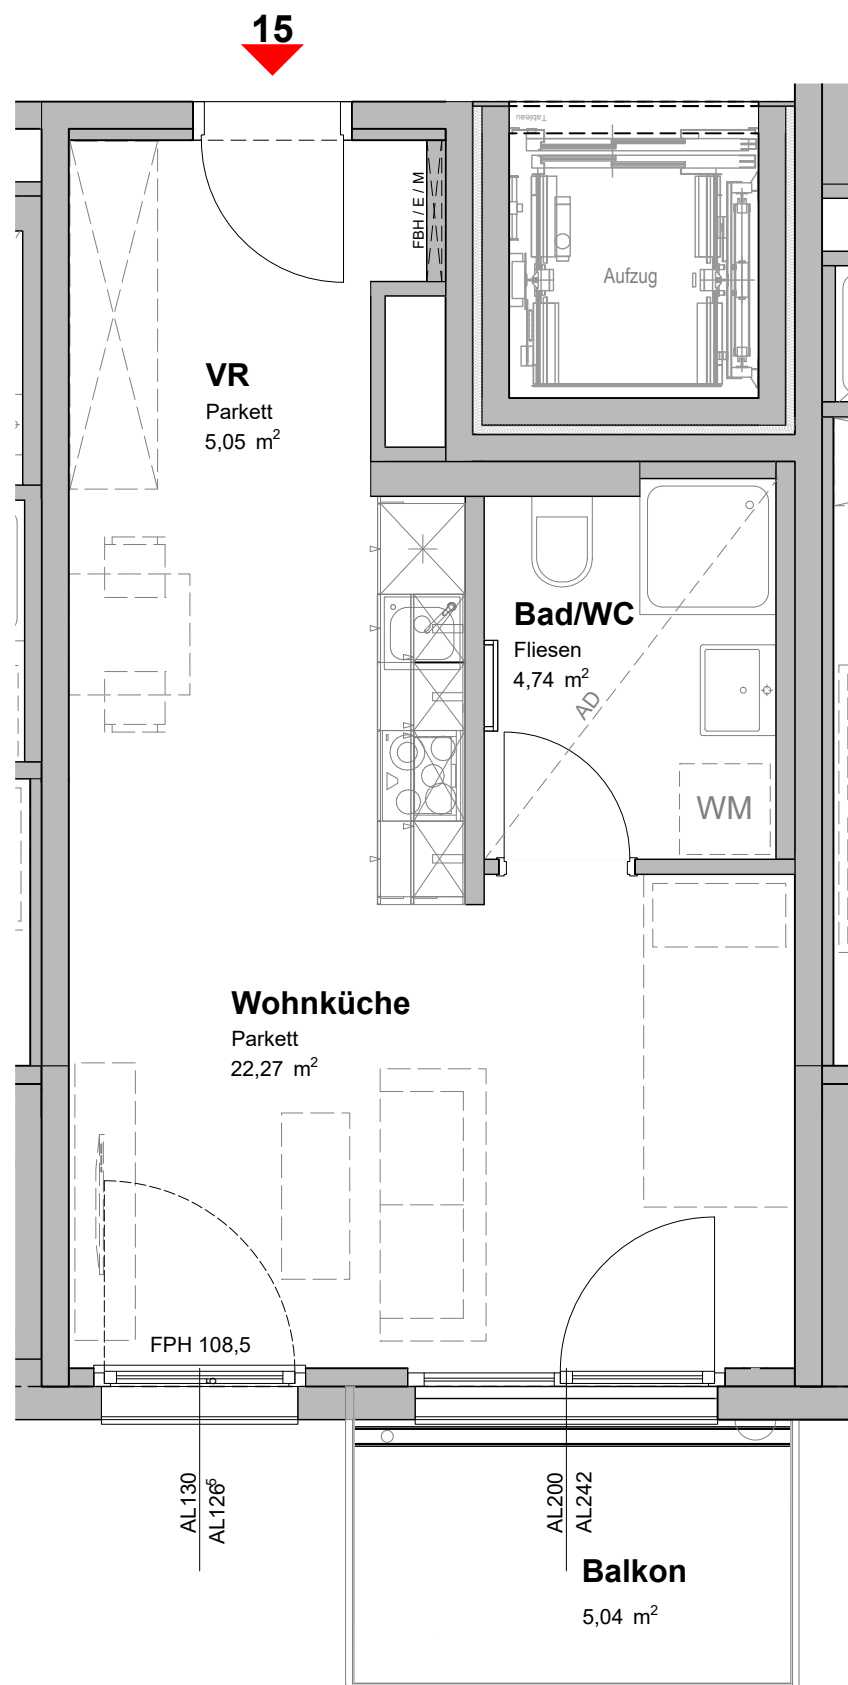 15
Tableau
FBH / E / M
Aufzug
VR
Parkett
5,05 m²
Bad/WC
Fliesen
4,74 m²
AD
WM
Wohnküche
Parkett
22,27 m²
FPH 108,5
5
AL130
AL126⁵
AL200
AL242
Balkon
5,04 m²